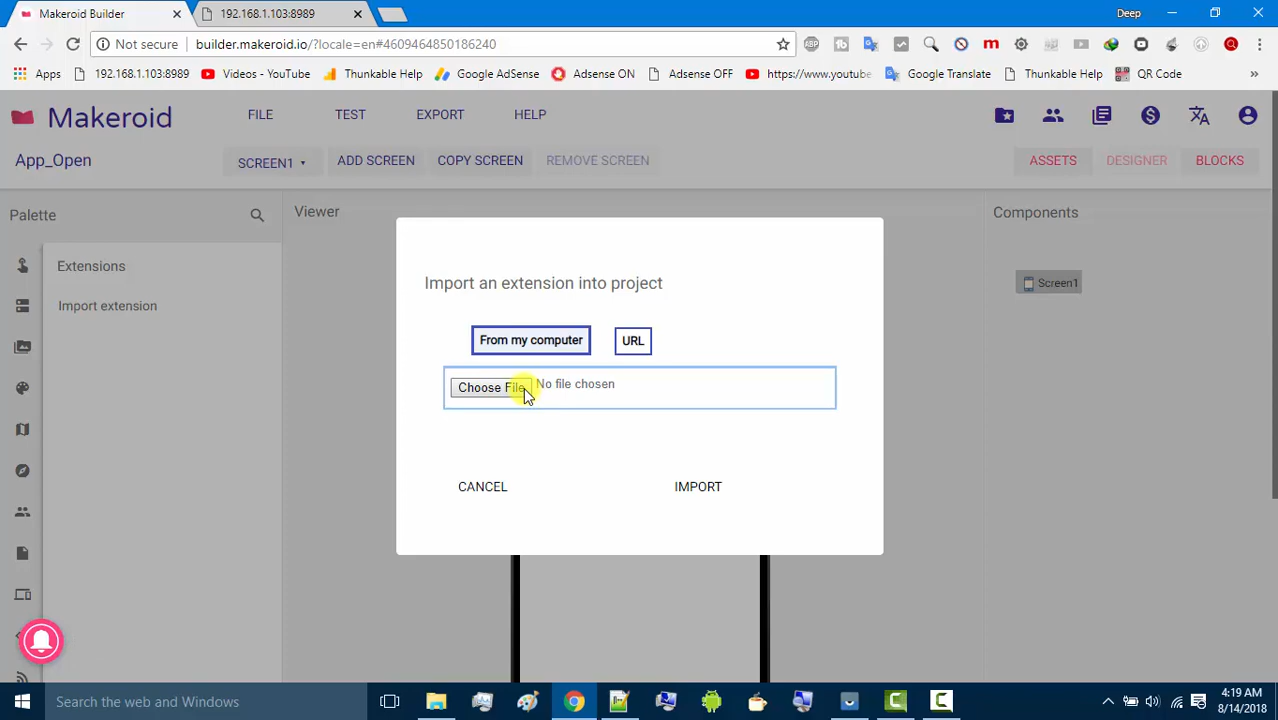 Makeroid Builder
192.168.1.103:8989
Deep
Not secure
builder.makeroid.io/?locale=en#4609464850186240
Apps
192.168.1.103:8989
Videos - YouTube
Thunkable Help
Google AdSense
Adsense ON
Adsense OFF
https://www.youtube
Google Translate
Thunkable Help
QR Code
Makeroid
FILE
TEST
EXPORT
HELP
App_Open
SCREEN1
ADD SCREEN
COPY SCREEN
REMOVE SCREEN
ASSETS
DESIGNER
BLOCKS
Palette
Viewer
Components
Extensions
Import extension
Screen1
Import an extension into project
From my computer
URL
Choose File
No file chosen
CANCEL
IMPORT
Search the web and Windows
4:19 AM
8/14/2018